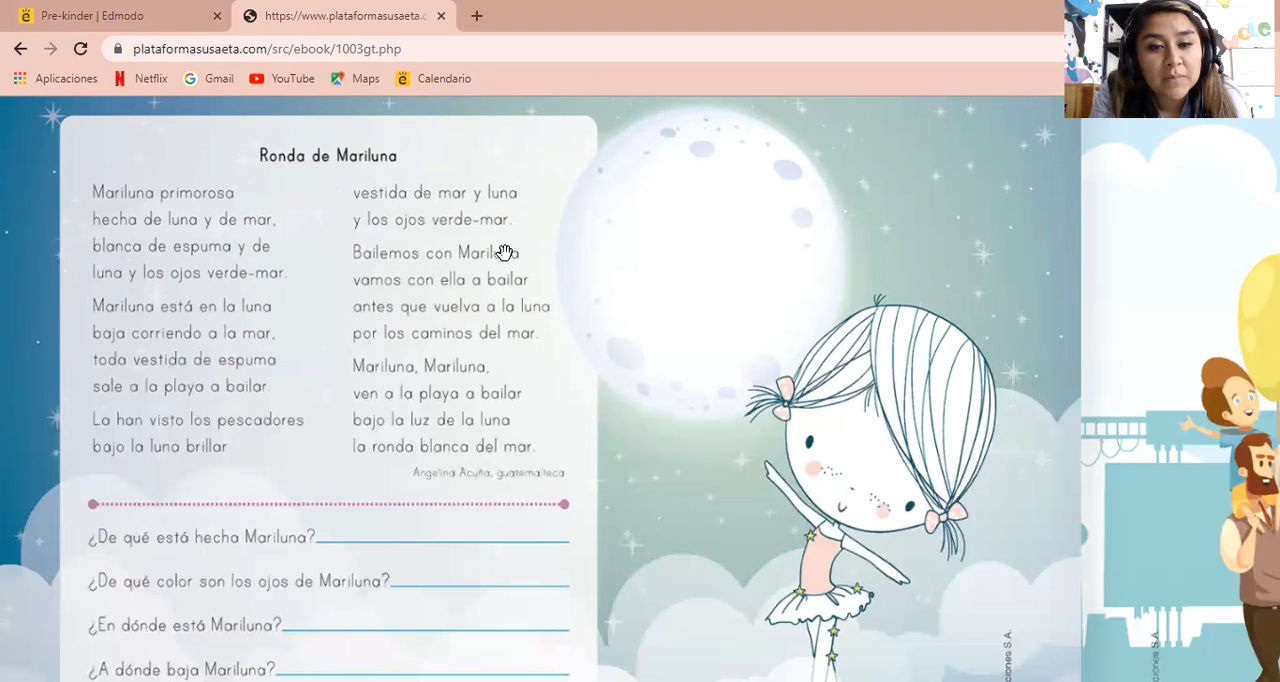 Pre-kinder | Edmodo
https://www.plataformasusaeta.c
plataformasusaeta.com/src/ebook/1003gt.php
Aplicaciones
Netflix
Gmail
YouTube
Maps
Calendario
Ronda de Mariluna
Mariluna primorosa
hecha de luna y de mar,
blanca de espuma y de
luna y los ojos verde-mar.
Mariluna está en la luna
baja corriendo a la mar,
toda vestida de espuma
sale a la playa a bailar.
La han visto los pescadores
bajo la luna brillar
vestida de mar y luna
y los ojos verde-mar.
Bailemos con Mariluna
vamos con ella a bailar
antes que vuelva a la luna
por los caminos del mar.
Mariluna, Mariluna,
ven a la playa a bailar
bajo la luz de la luna
la ronda blanca del mar.
Angelina Acuña, guatemalteca
¿De qué está hecha Mariluna?
¿De qué color son los ojos de Mariluna?
¿En dónde está Mariluna?
¿A dónde baja Mariluna?
ciones S.A.
ciones S.A.